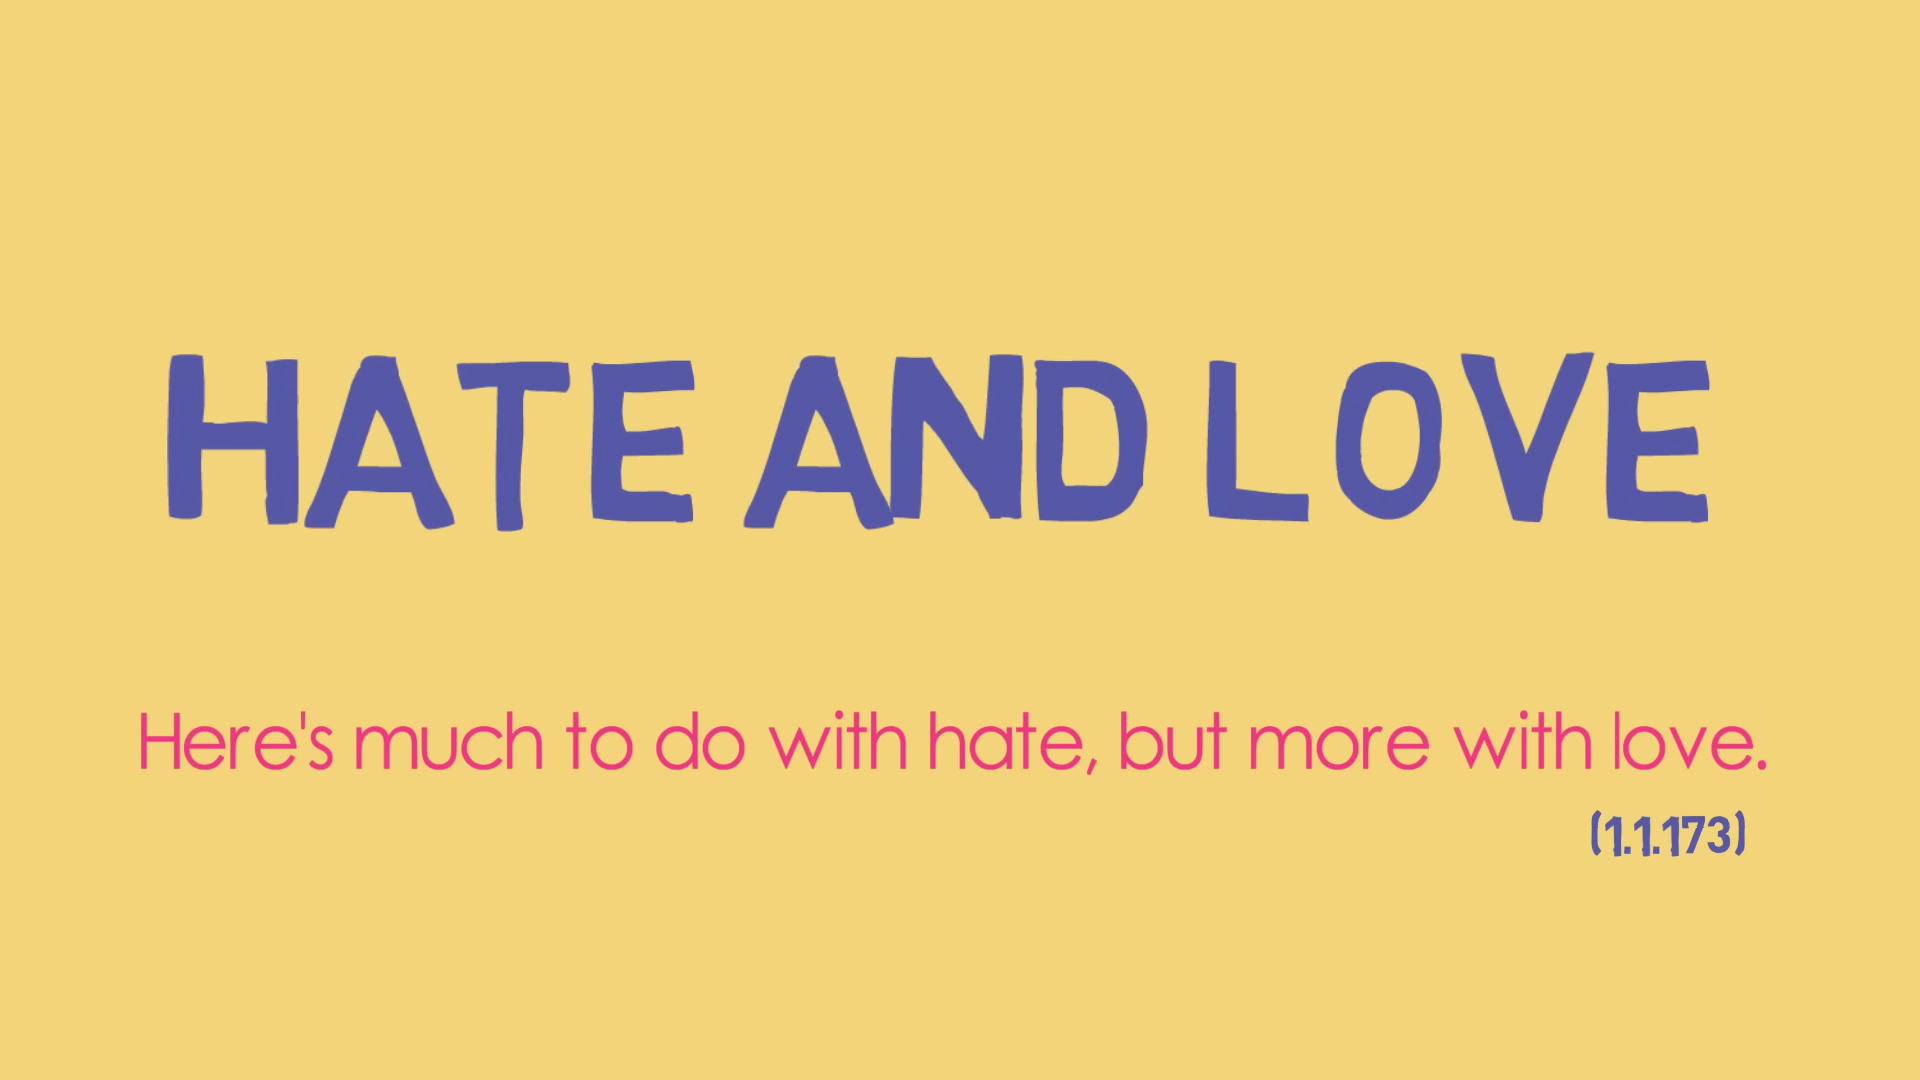 HATE AND LOVE
Here's much to do with hate, but more with love.
(1.1.173)